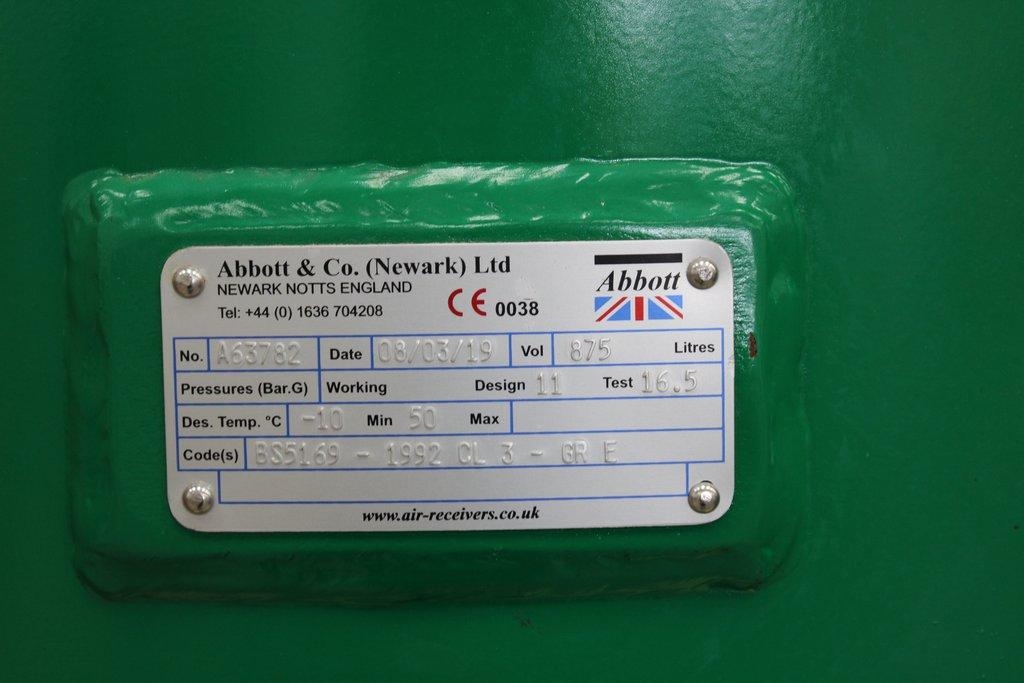 Abbott & Co. (Newark) Ltd
NEWARK NOTTS ENGLAND
Tel: +44 (0) 1636 704208
CE 0038
Abbott
No. A63782 Date 08/03/19 Vol 875 Litres
Pressures (Bar.G) Working Design 11 Test 16.5
Des. Temp. °C -10 Min 50 Max
Code(s) BS5169 - 1992 CL 3 - GR E
www.air-receivers.co.uk